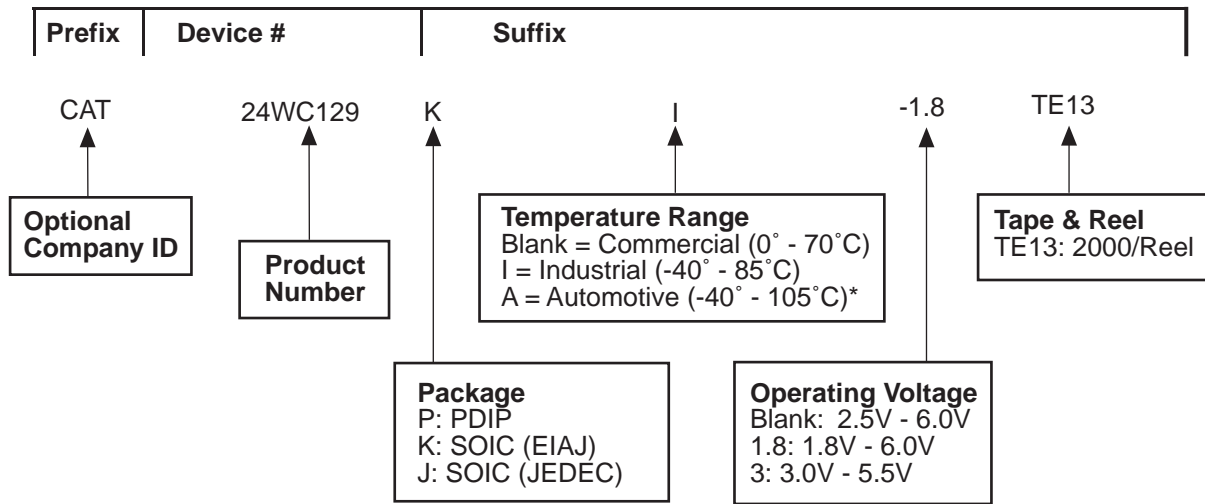 Prefix Device # Suffix
CAT 24WC129 K I -1.8 TE13
Optional
Company ID
Product
Number
Temperature Range
Blank = Commercial (0˚ - 70˚C)
I = Industrial (-40˚ - 85˚C)
A = Automotive (-40˚ - 105˚C)*
Tape & Reel
TE13: 2000/Reel
Package
P: PDIP
K: SOIC (EIAJ)
J: SOIC (JEDEC)
Operating Voltage
Blank: 2.5V - 6.0V
1.8: 1.8V - 6.0V
3: 3.0V - 5.5V